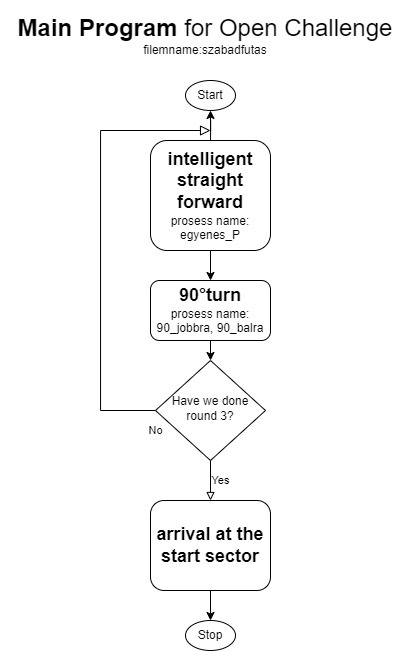 Main Program for Open Challenge
filemname:szabadfutas
Start
intelligent
straight
forward
prosess name:
egyenes_P
90°turn
prosess name:
90_jobbra, 90_balra
Have we done
round 3?
No
Yes
arrival at the
start sector
Stop